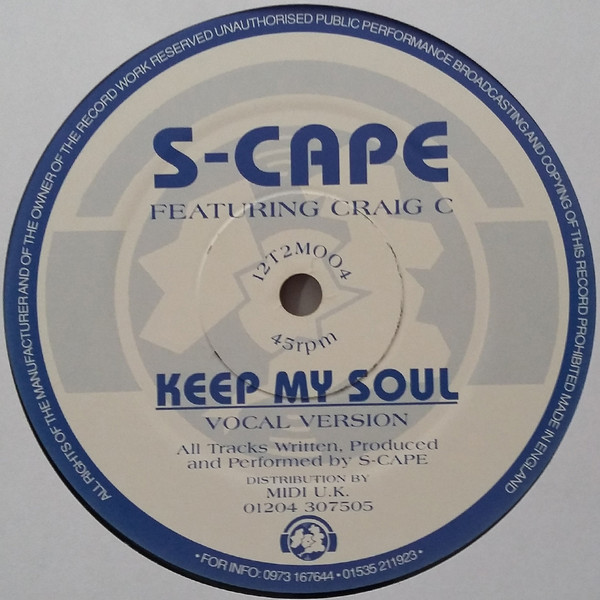 ALL RIGHTS OF THE MANUFACTURER AND OF THE OWNER OF THE RECORD WORK RESERVED UNAUTHORISED PUBLIC PERFORMANCE BROADCASTING AND COPYING OF THIS RECORD PROHIBITED MADE IN ENGLAND
S-CAPE
FEATURING CRAIG C
12T2M004
45rpm
KEEP MY SOUL
VOCAL VERSION
All Tracks Written, Produced
and Performed by S-CAPE
DISTRIBUTION BY
MIDI U.K.
01204 307505
• FOR INFO: 0973 167644 • 01535 211923 •